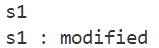 s1
s1 : modified